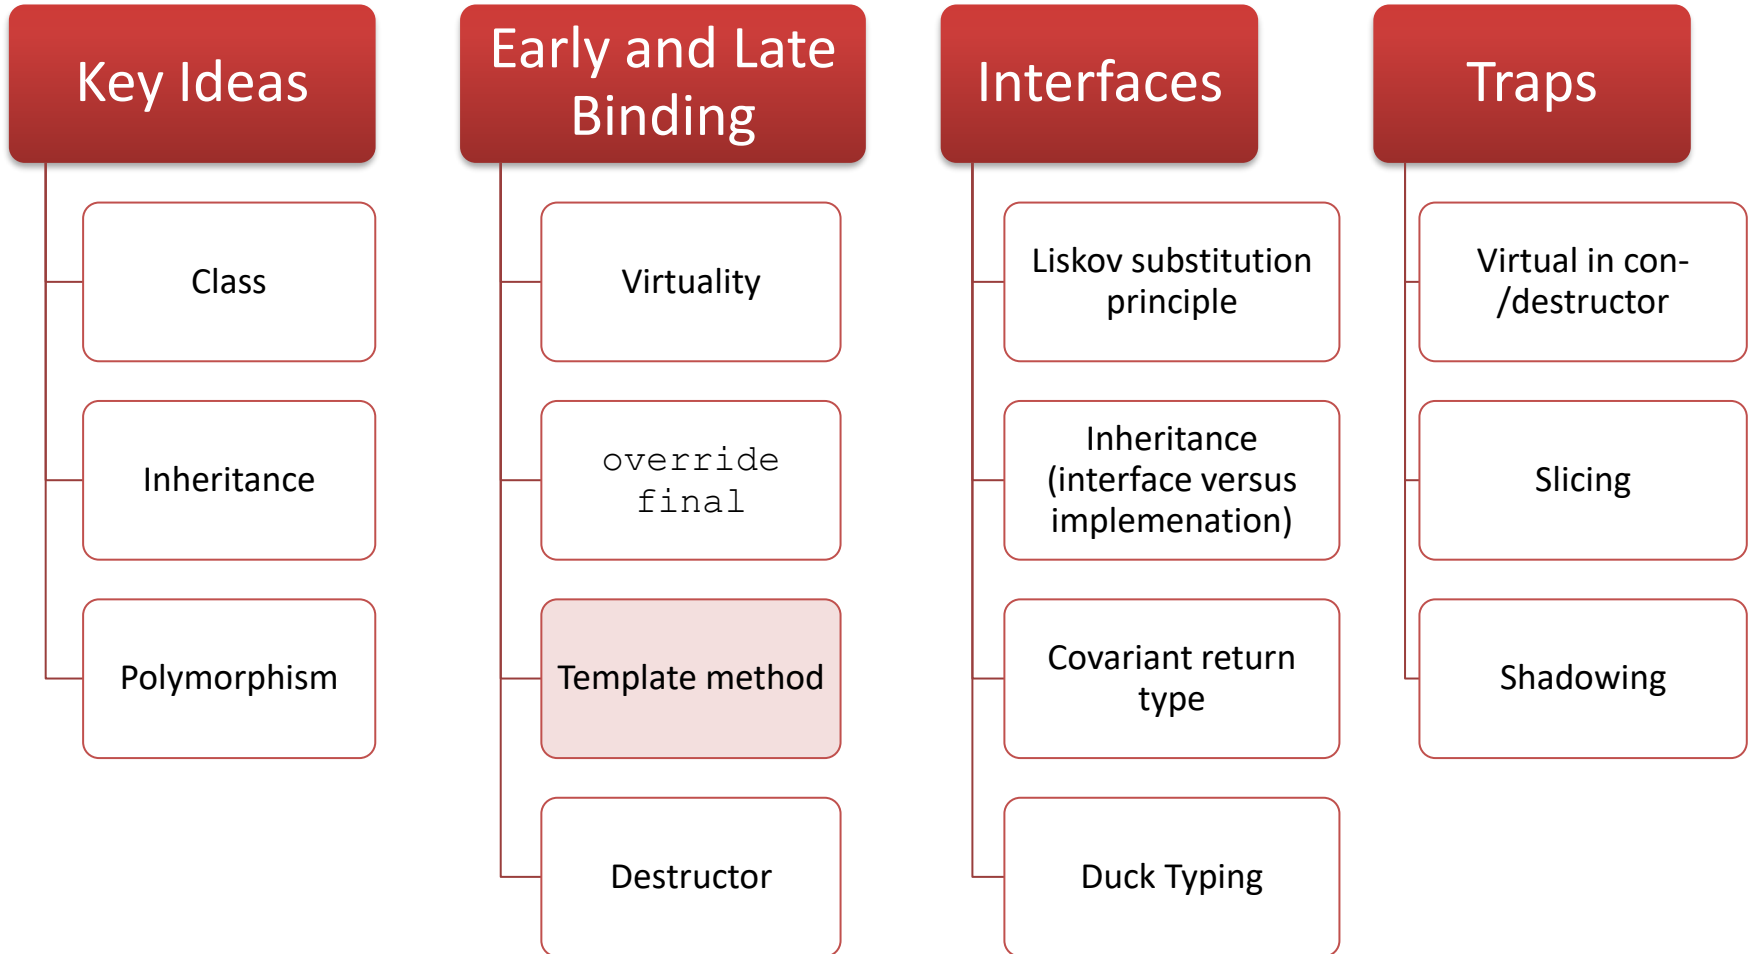 Key Ideas
Class
Inheritance
Polymorphism
Early and Late
Binding
Virtuality
override
final
Template method
Destructor
Interfaces
Liskov substitution
principle
Inheritance
(interface versus
implemenation)
Covariant return
type
Duck Typing
Traps
Virtual in con-
/destructor
Slicing
Shadowing